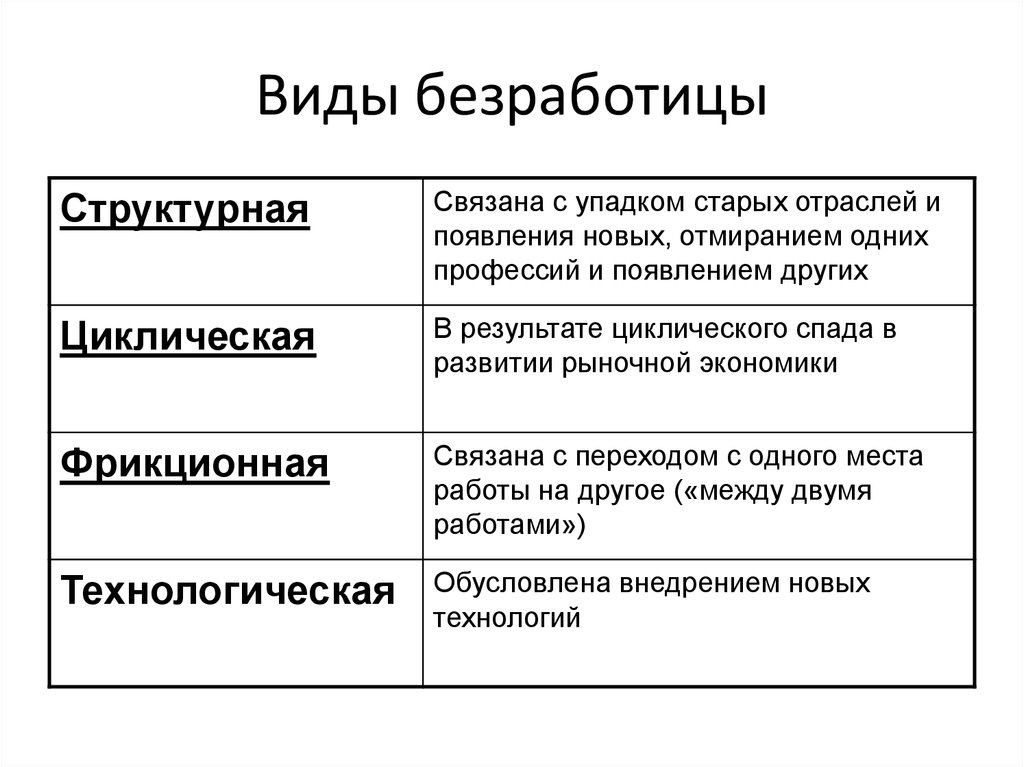 Виды безработицы
Структурная
Связана с упадком старых отраслей и
появления новых, отмиранием одних
профессий и появлением других
Циклическая
В результате циклического спада в
развитии рыночной экономики
Фрикционная
Связана с переходом с одного места
работы на другое («между двумя
работами»)
Технологическая
Обусловлена внедрением новых
технологий